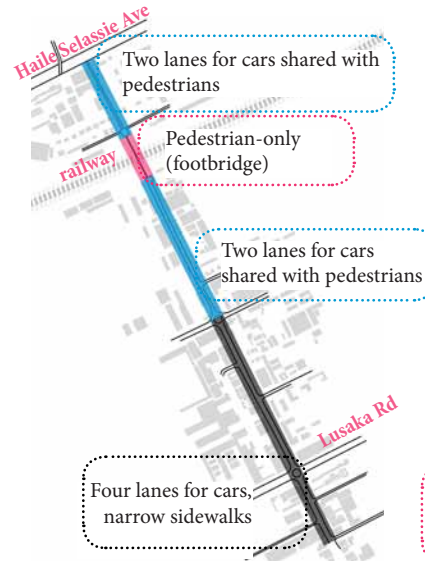 Haile Selassie Ave
Two lanes for cars shared with
pedestrians
railway
Pedestrian-only
(footbridge)
Two lanes for cars
shared with pedestrians
Lusaka Rd
Four lanes for cars,
narrow sidewalks